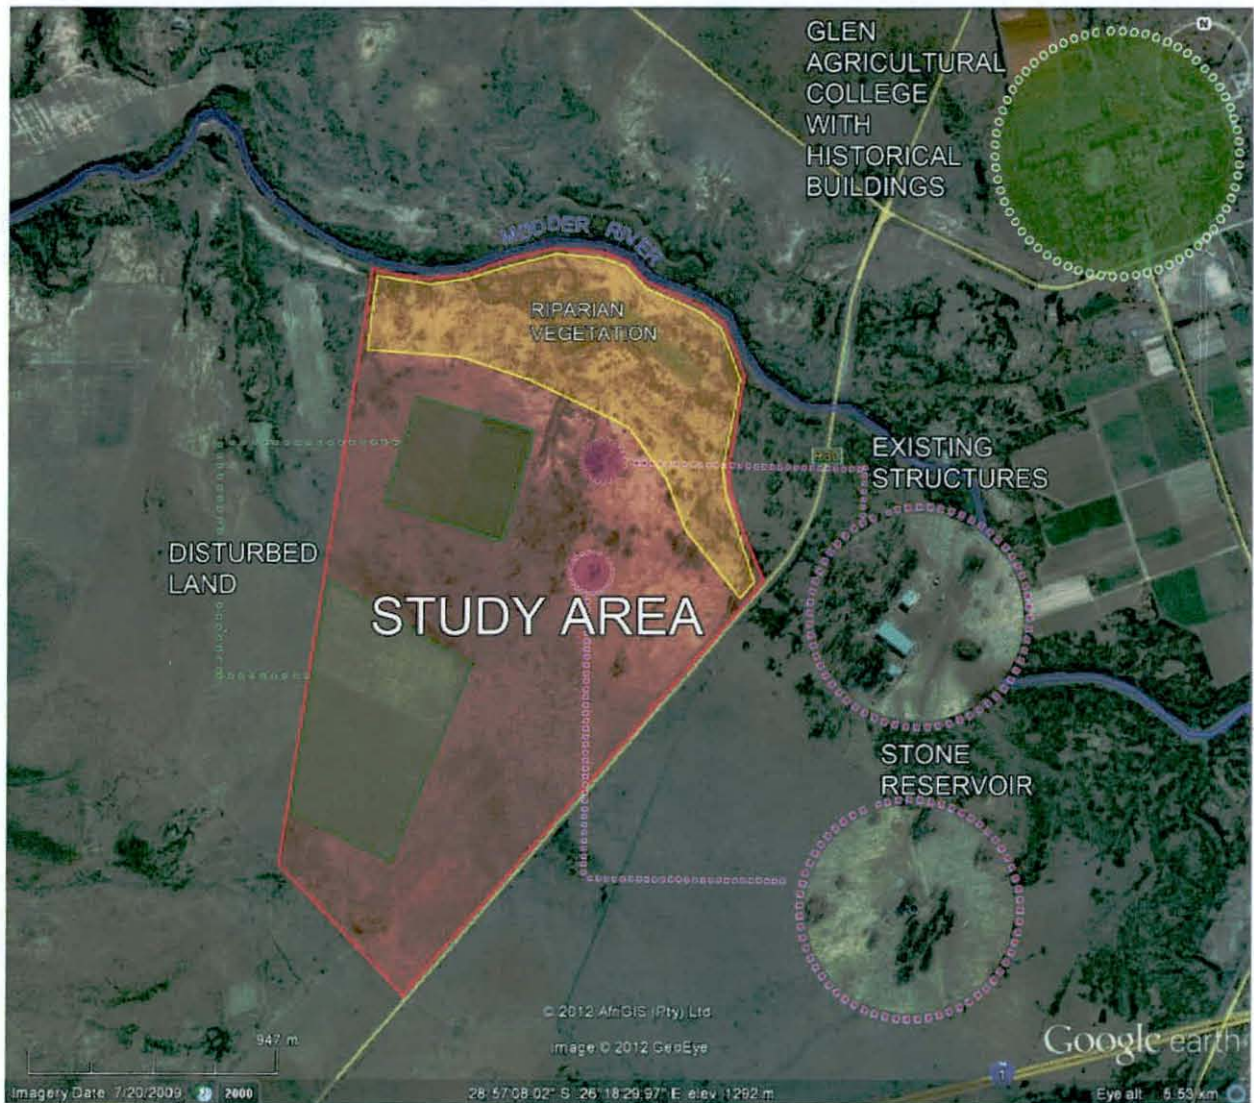 GLEN
AGRICULTURAL
COLLEGE
WITH
HISTORICAL
BUILDINGS
N
MODDER RIVER
RIPARIAN
VEGETATION
EXISTING
STRUCTURES
DISTURBED
LAND
STUDY AREA
STONE
RESERVOIR
© 2012 AfriGIS (Pty) Ltd.
Image © 2012 GeoEye
947 m
Google earth
1
Imagery Date: 7/20/2009
2000
28°57'08.02" S 26°18'29.97" E elev 1292 m
Eye alt 5.53 km